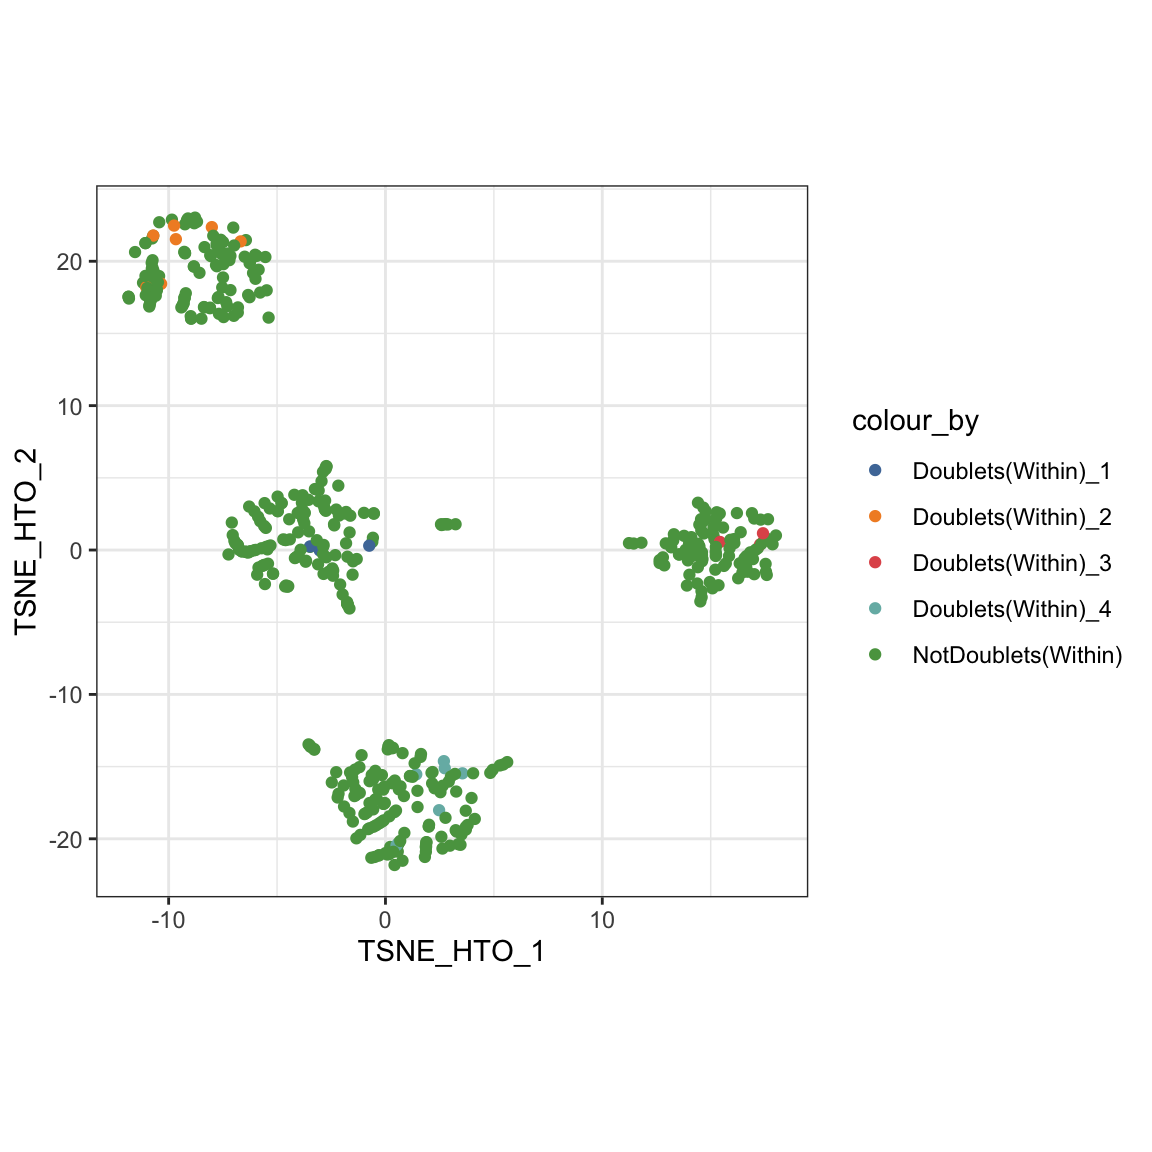 20
10
0
-10
-20
-10
0
10
TSNE_HTO_1
TSNE_HTO_2
colour_by
Doublets(Within)_1
Doublets(Within)_2
Doublets(Within)_3
Doublets(Within)_4
NotDoublets(Within)